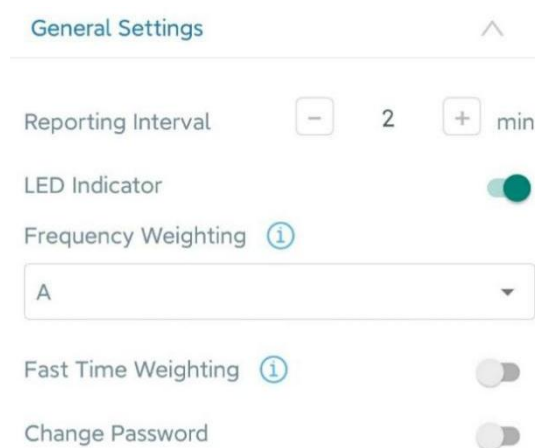 General Settings
Reporting Interval - 2 + min
LED Indicator
Frequency Weighting i
A
Fast Time Weighting i
Change Password